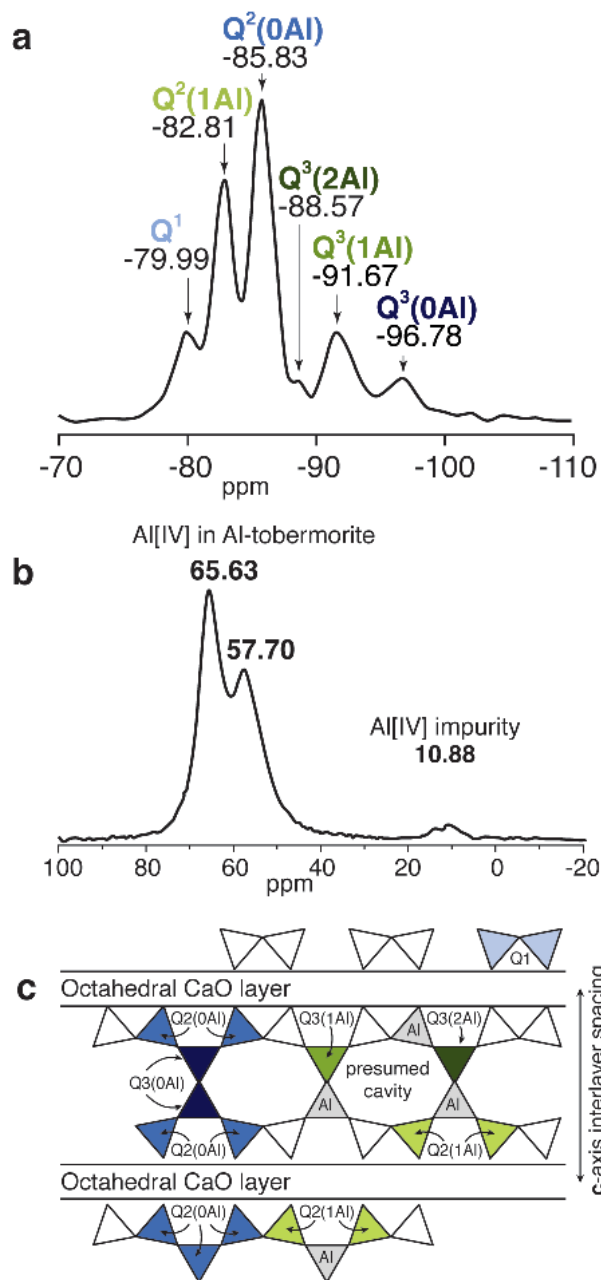 a
Q²(0Al)
-85.83
Q²(1Al)
-82.81
Q³(2Al)
-88.57
Q¹
-79.99
Q³(1Al)
-91.67
Q³(0Al)
-96.78
-70 -80 -90 -100 -110
ppm
Al[IV] in Al-tobermorite
b
65.63
57.70
Al[IV] impurity
10.88
100 80 60 40 20 0 -20
ppm
Q1
c
Octahedral CaO layer
Q2(0Al) Q3(1Al) Al Q3(2Al)
Q3(0Al)
presumed
cavity
Al Al
Q2(0Al) Q2(1Al)
Octahedral CaO layer
Q2(0Al) Q2(1Al)
Al
c-axis interlayer spacing